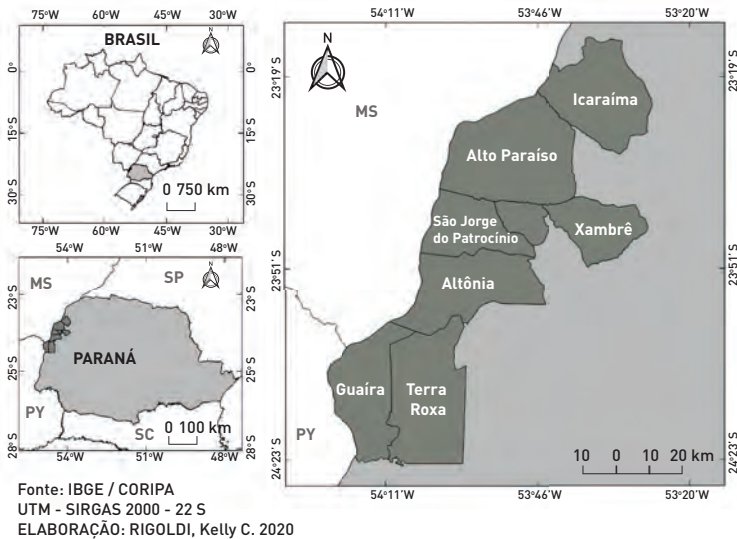 75°W 60°W 45°W 30°W
BRASIL
N
0°
15°S
30°S
0°
15°S
30°S
0 750 km
75°W 60°W 45°W 30°W
54°W 51°W 48°W
MS
SP
N
23°S
25°S
28°S
23°S
25°S
28°S
PARANÁ
PY
SC
0 100 km
54°W 51°W 48°W
Fonte: IBGE / CORIPA
UTM - SIRGAS 2000 - 22 S
ELABORAÇÃO: RIGOLDI, Kelly C. 2020
54°11 53°46 53°20
N
23°19'S
23°51'S
24°23'S
23°19'S
23°51'S
24°23'S
MS
Icaraíma
Alto Paraíso
São Jorge
do Patrocínio
Xambrê
Altônia
Guaíra
Terra
Roxa
PY
10 0 10 20 km
54°11 53°46 53°20